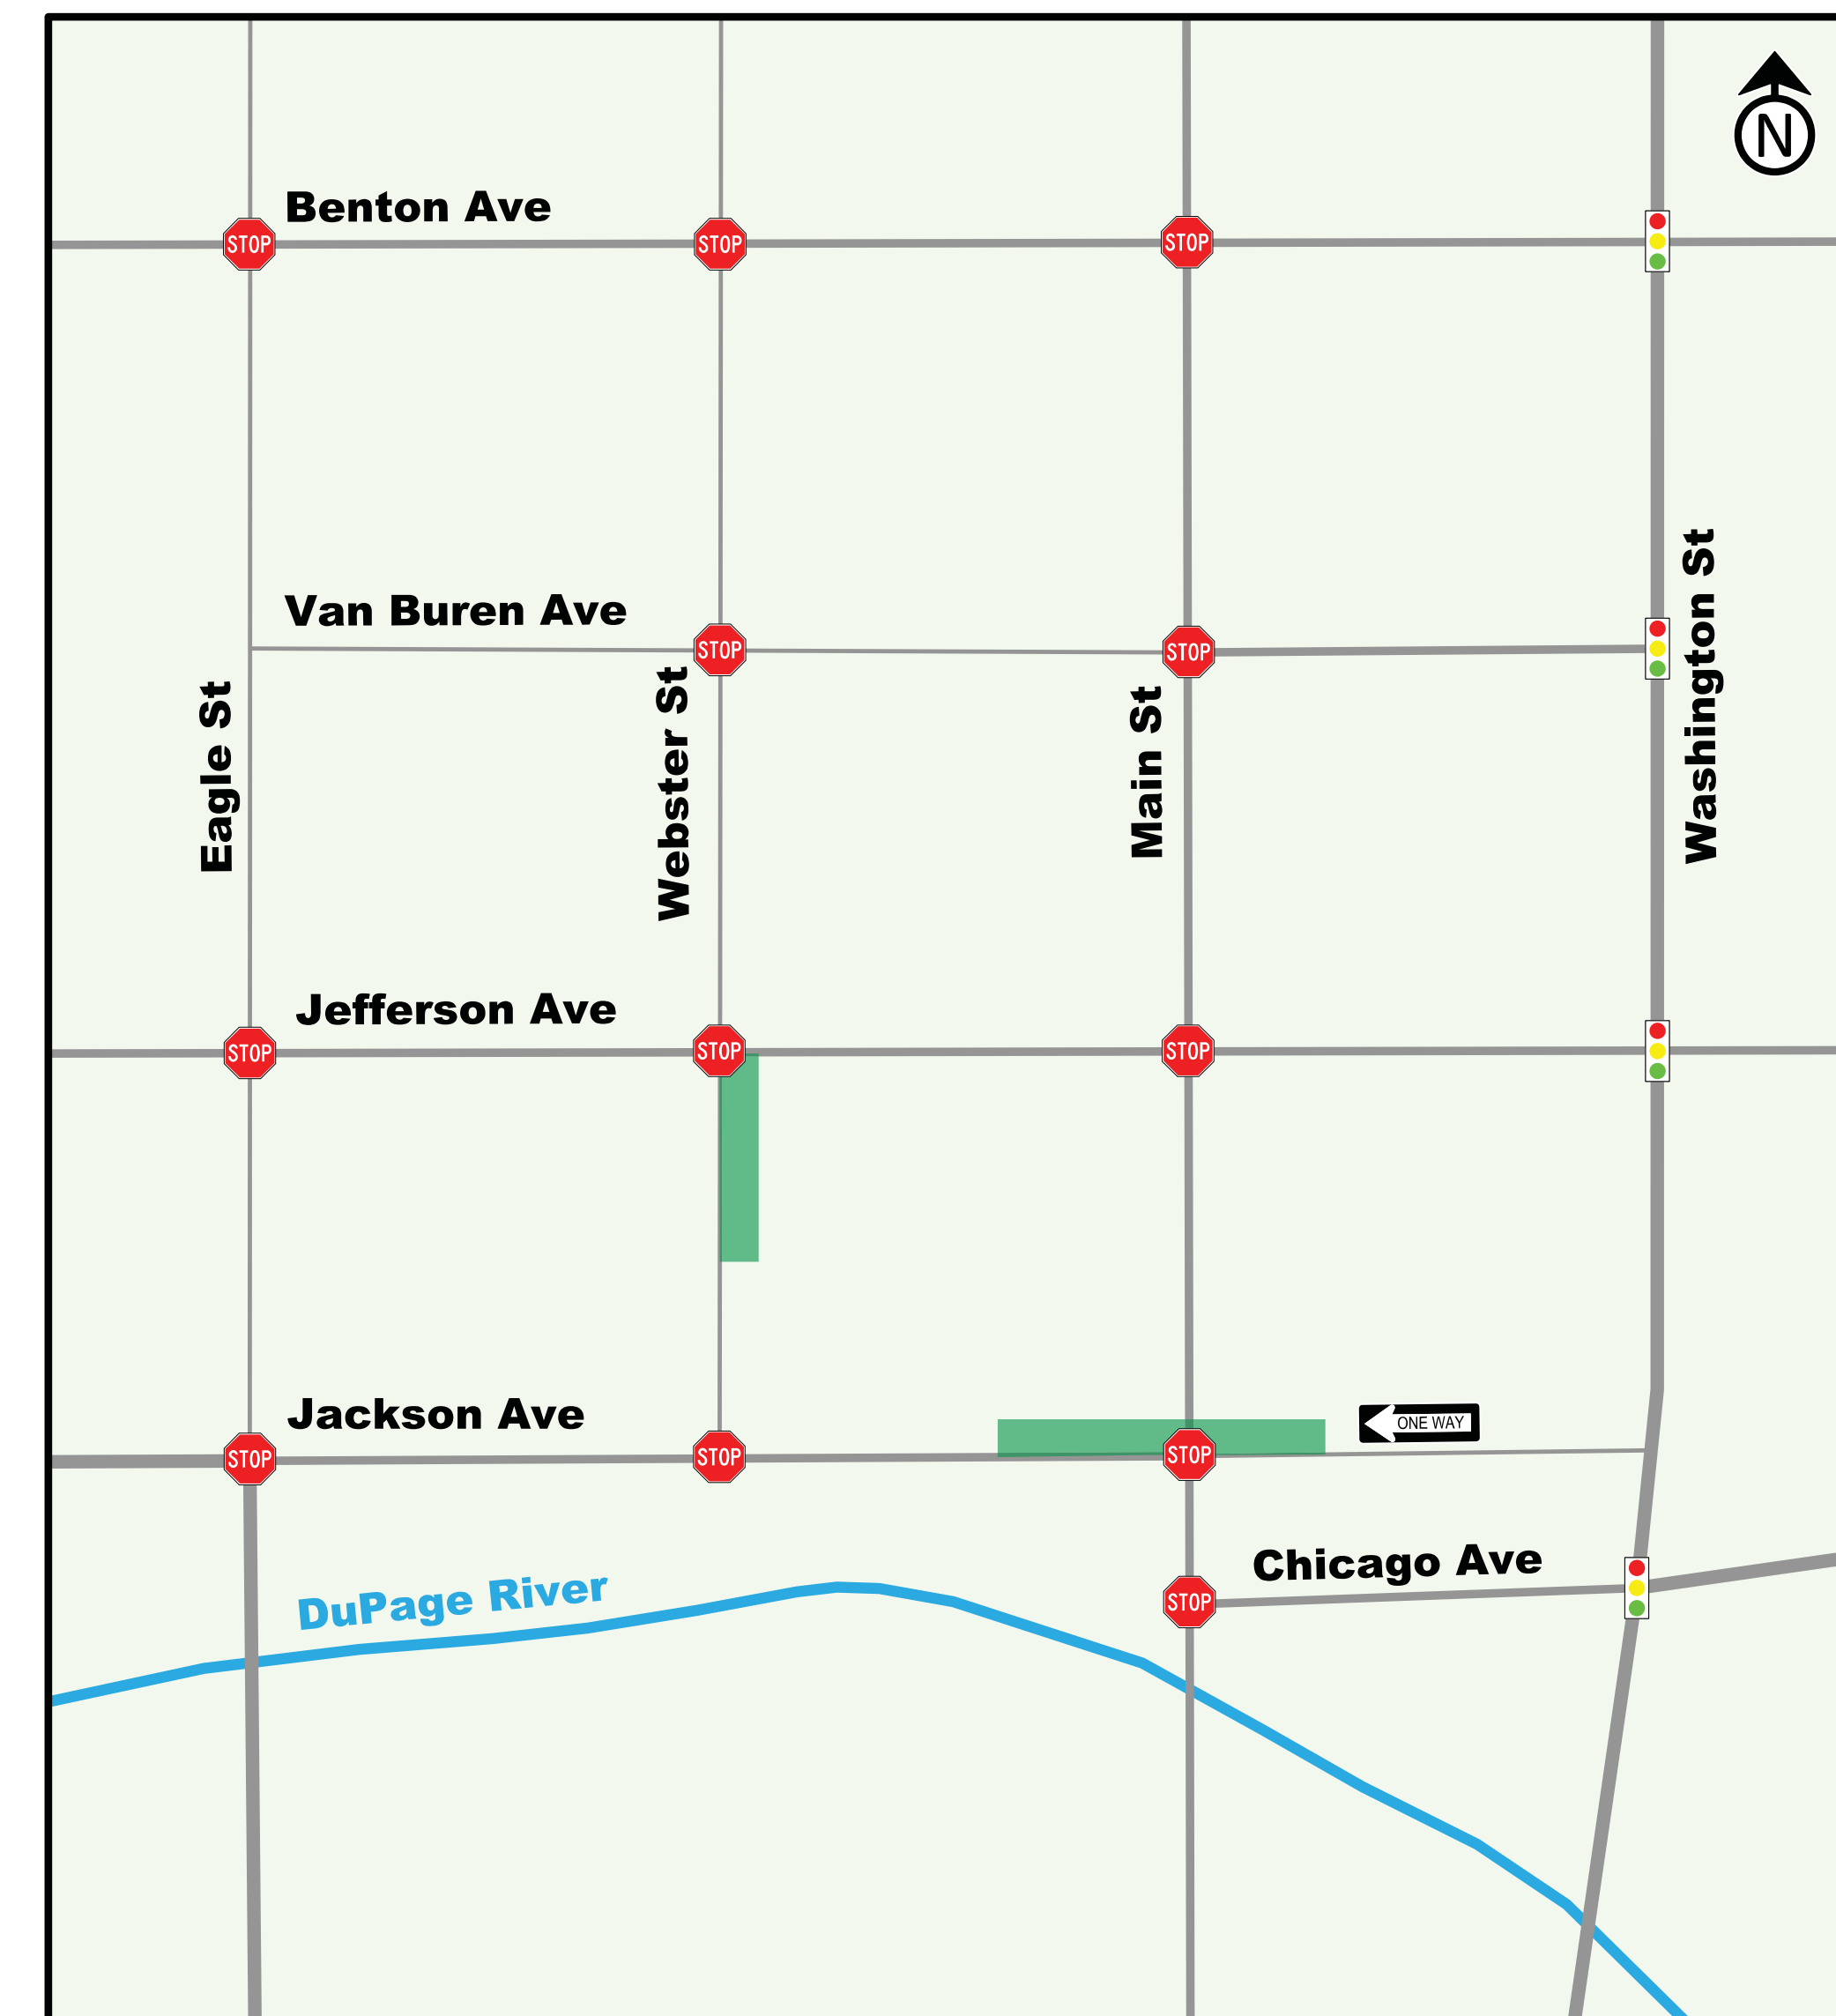 N
Benton Ave
STOP
STOP
STOP
Van Buren Ave
STOP
STOP
Eagle St
Webster St
Main St
Washington St
Jefferson Ave
STOP
STOP
STOP
Jackson Ave
ONE WAY
STOP
STOP
STOP
Chicago Ave
STOP
DuPage River